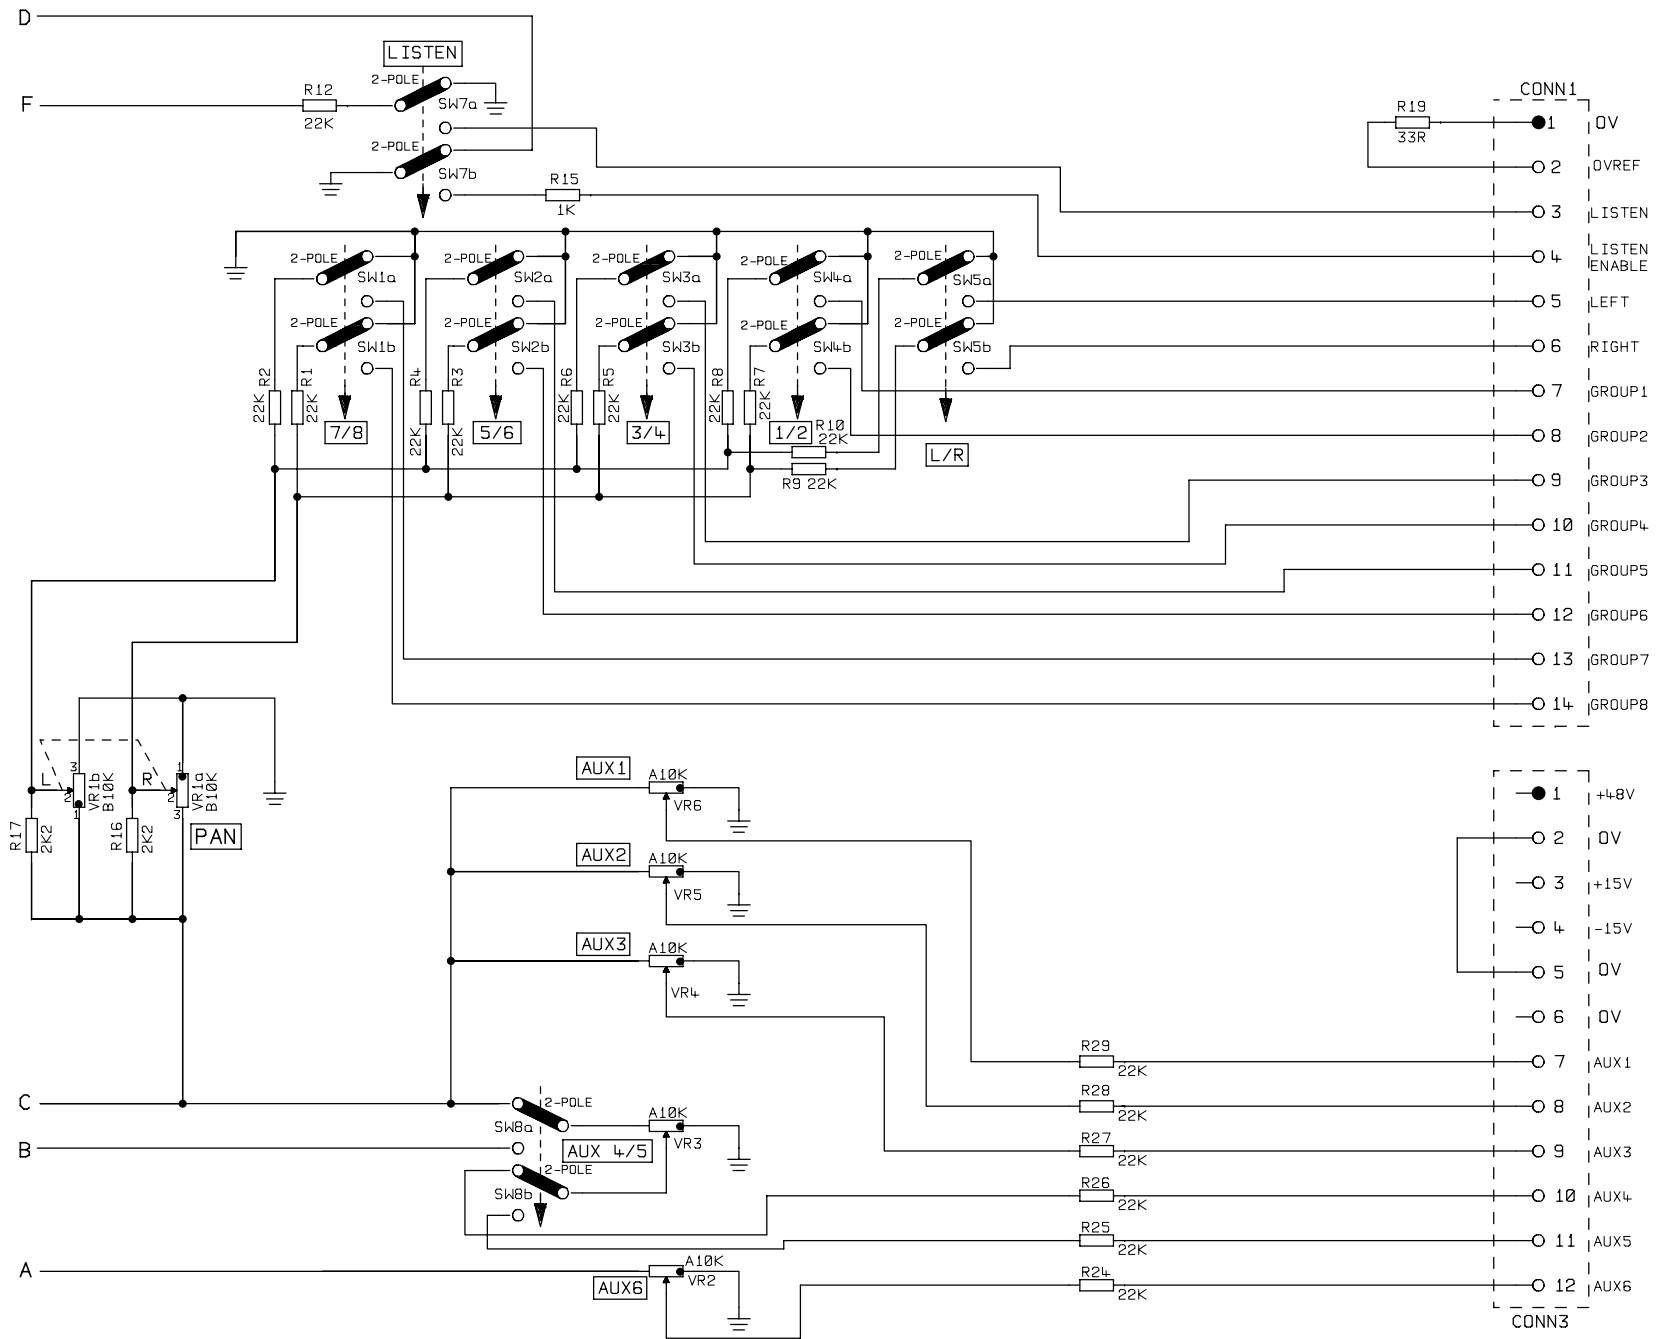 D
LISTEN
2-POLE
SW7a
F
R12
22K
2-POLE
SW7b
R15
1K
CONN1
R19
33R
1 0V
2 0VREF
3 LISTEN
4 LISTEN
ENABLE
5 LEFT
6 RIGHT
7 GROUP1
8 GROUP2
9 GROUP3
10 GROUP4
11 GROUP5
12 GROUP6
13 GROUP7
14 GROUP8
2-POLE
SW1a
2-POLE
SW2a
2-POLE
SW3a
2-POLE
SW4a
2-POLE
SW5a
2-POLE
SW1b
2-POLE
SW2b
2-POLE
SW3b
2-POLE
SW4b
2-POLE
SW5b
R2
22K
R1
22K
7/8
R4
22K
R3
22K
5/6
R6
22K
R5
22K
3/4
R8
22K
R7
22K
1/2
R10
22K
L/R
R9 22K
L
3
2
1
VR1b
B10K
R
1
2
3
VR1a
B10K
R17
2K2
R16
2K2
PAN
AUX1
A10K
VR6
AUX2
A10K
VR5
AUX3
A10K
VR4
1 +48V
2 0V
3 +15V
4 -15V
5 0V
6 0V
R29
22K
7 AUX1
C
2-POLE
SW8a
A10K
VR3
R28
22K
8 AUX2
B
AUX 4/5
R27
22K
9 AUX3
2-POLE
SW8b
R26
22K
10 AUX4
R25
22K
11 AUX5
A
AUX6
A10K
VR2
R24
22K
12 AUX6
CONN3